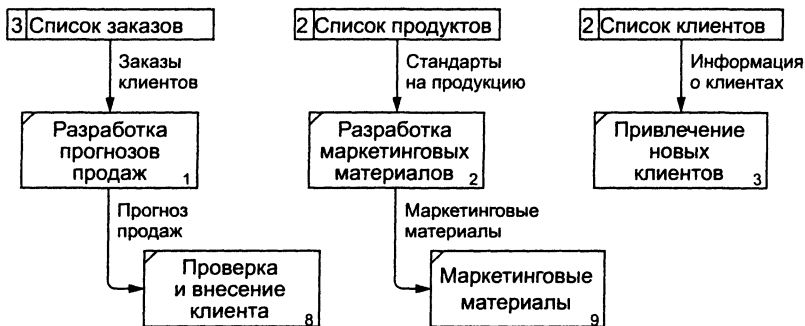 3 Список заказов
2 Список продуктов
2 Список клиентов
Заказы
клиентов
Стандарты
на продукцию
Информация
о клиентах
Разработка
прогнозов
продаж
1
Разработка
маркетинговых
материалов
2
Привлечение
новых
клиентов
3
Прогноз
продаж
Маркетинговые
материалы
Проверка
и внесение
клиента
8
Маркетинговые
материалы
9